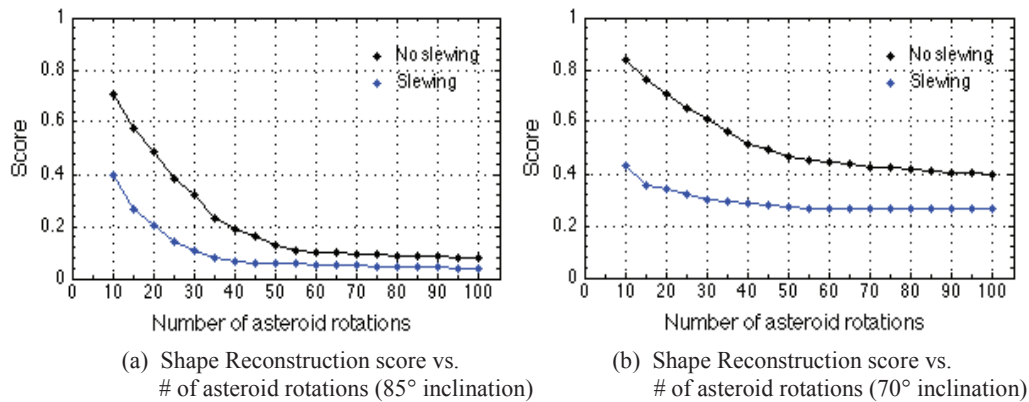 1
0.8
0.6
0.4
0.2
0
Score
No slewing
Slewing
0 10 20 30 40 50 60 70 80 90 100
Number of asteroid rotations
(a) Shape Reconstruction score vs.
# of asteroid rotations (85° inclination)
1
0.8
0.6
0.4
0.2
0
Score
No slewing
Slewing
0 10 20 30 40 50 60 70 80 90 100
Number of asteroid rotations
(b) Shape Reconstruction score vs.
# of asteroid rotations (70° inclination)